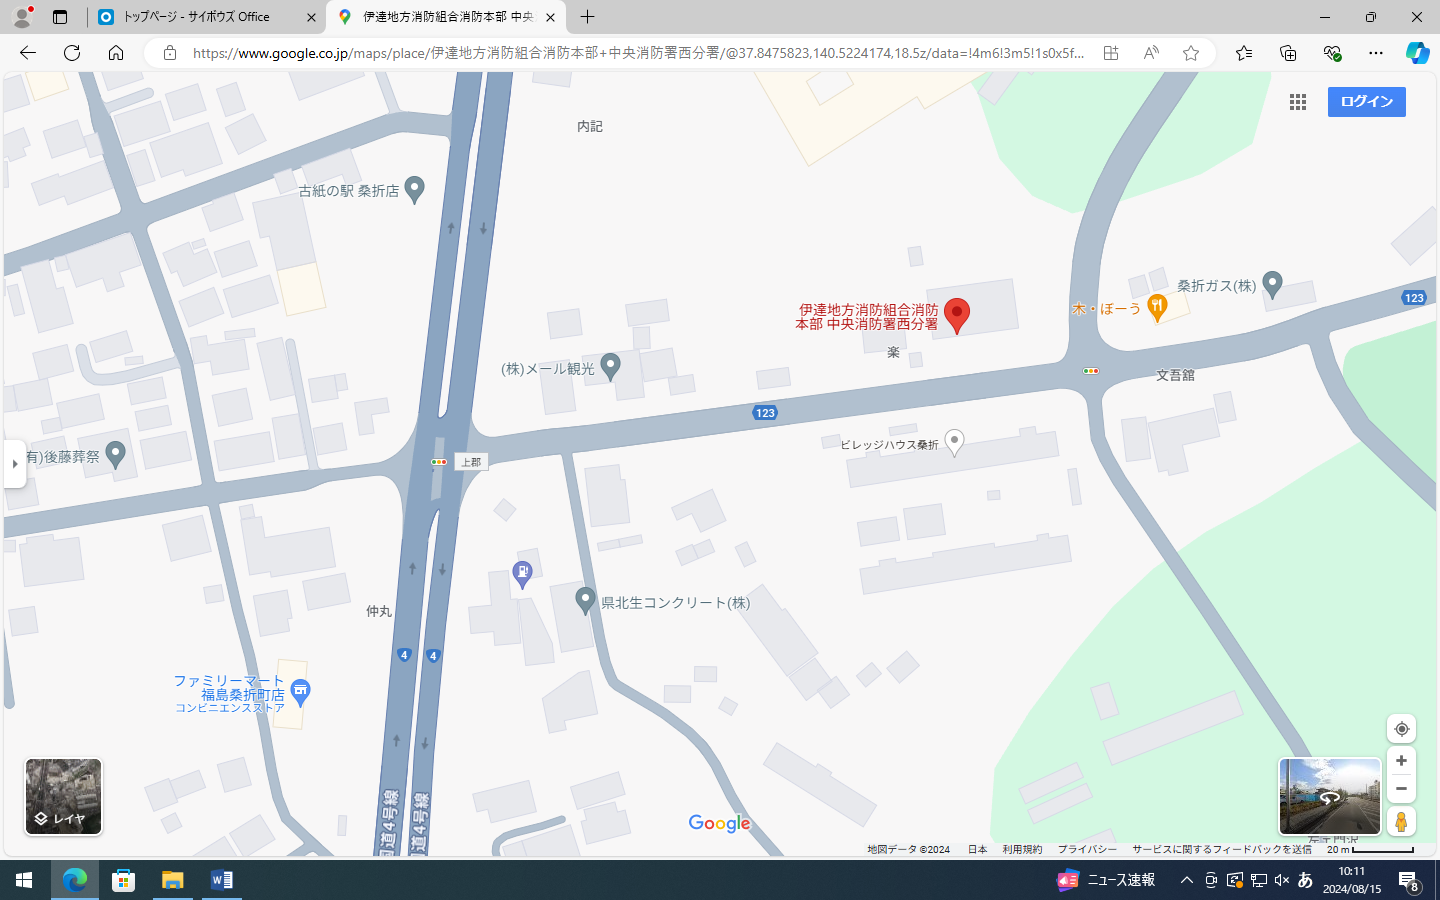 トップページ - サイボウズ Office
伊達地方消防組合消防本部 中央
https://www.google.co.jp/maps/place/伊達地方消防組合消防本部+中央消防署西分署/@37.8475823,140.5224174,18.5z/data=!4m6!3m5!1s0x5f...
ログイン
内記
古紙の駅 桑折店
桑折ガス(株)
123
木・ぼーう
伊達地方消防組合消防
本部 中央消防署西分署
楽
(株)メール観光
文吾舘
123
ビレッジハウス桑折
有)後藤葬祭
上郡
県北生コンクリート(株)
仲丸
4
4
ファミリーマート
福島桑折町店
コンビニエンスストア
道4号線
道4号線
レイヤ
Google
地図データ ©2024 日本 利用規約 プライバシー サービスに関するフィードバックを送信 20 m
ニュース速報
あ
10:11
2024/08/15
8